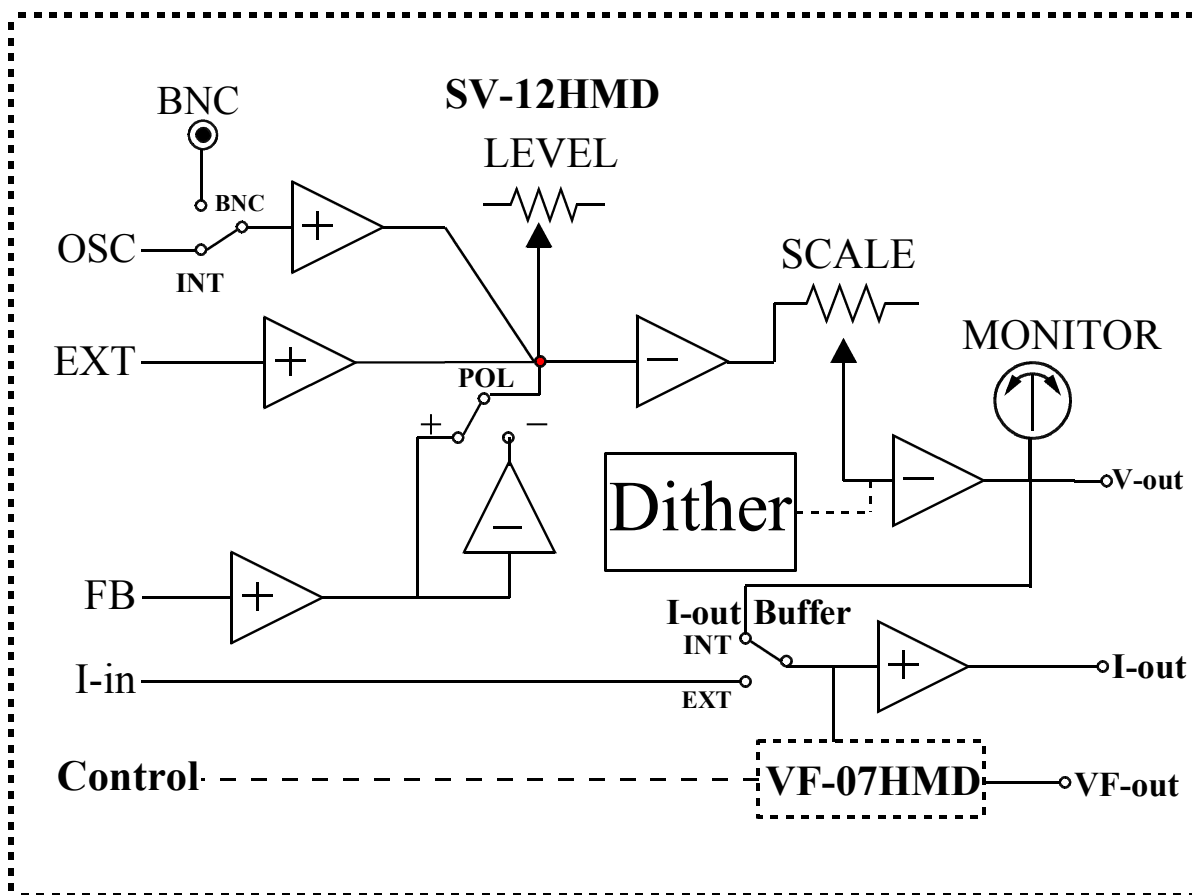 SV-12HMD
BNC
LEVEL
BNC
OSC
INT
SCALE
MONITOR
EXT
POL
+
−
+
+
−
−
−
Dither
−
V-out
FB
+
I-out Buffer
INT
I-in
EXT
+
I-out
Control
VF-07HMD
VF-out